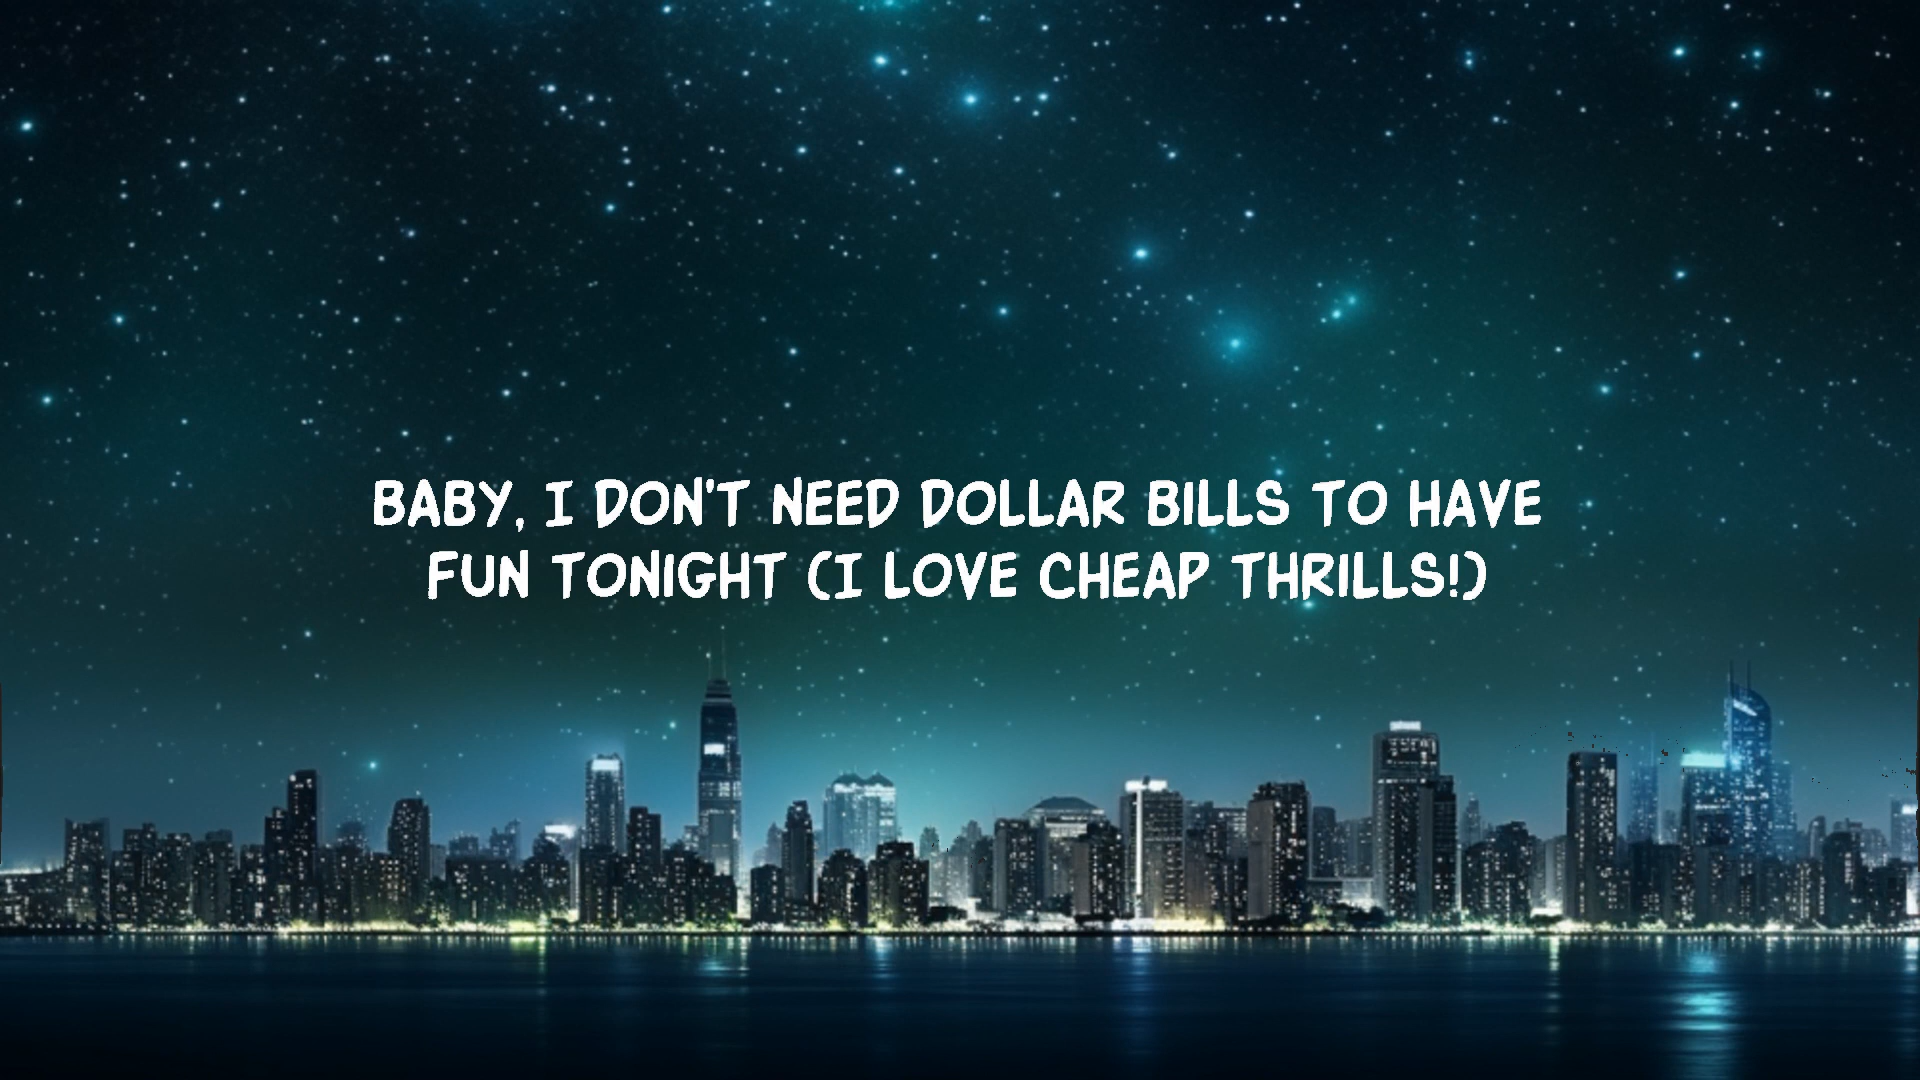 BABY, I DON'T NEED DOLLAR BILLS TO HAVE
FUN TONIGHT (I LOVE CHEAP THRILLS!)